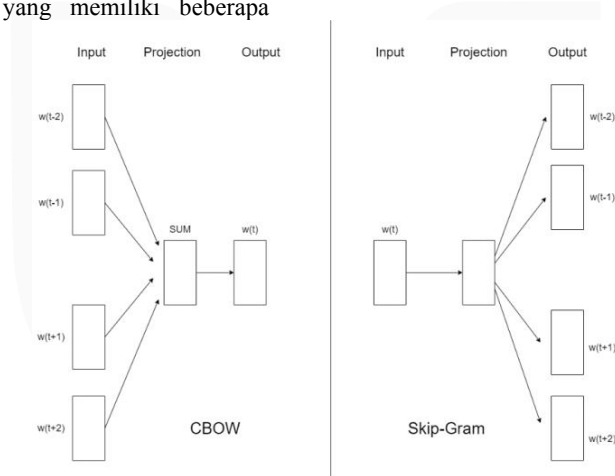 yang memiliki beberapa
Input Projection Output
w(t-2)
w(t-1)
SUM w(t)
w(t+1)
w(t+2)
CBOW
Input Projection Output
w(t-2)
w(t-1)
w(t)
w(t+1)
w(t+2)
Skip-Gram